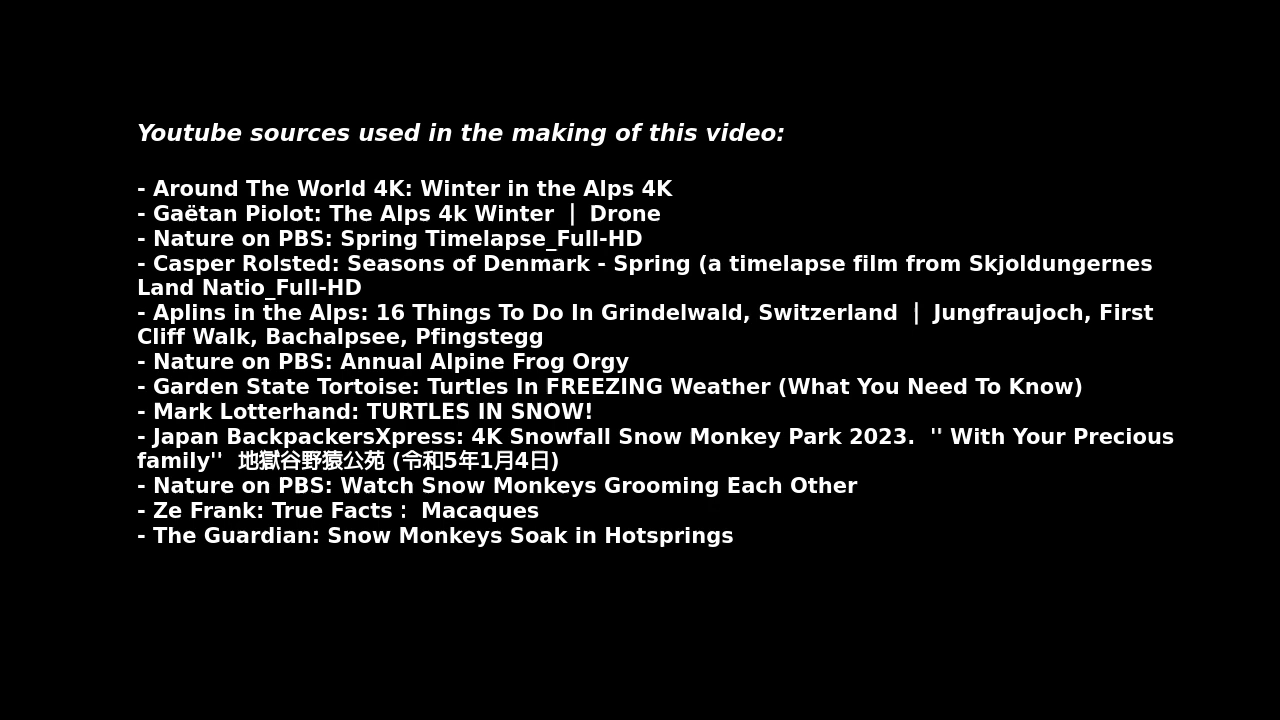 Youtube sources used in the making of this video:
- Around The World 4K: Winter in the Alps 4K
- Gaëtan Piolot: The Alps 4k Winter ｜ Drone
- Nature on PBS: Spring Timelapse_Full-HD
- Casper Rolsted: Seasons of Denmark - Spring (a timelapse film from Skjoldungernes
Land Natio_Full-HD
- Aplins in the Alps: 16 Things To Do In Grindelwald, Switzerland ｜ Jungfraujoch, First
Cliff Walk, Bachalpsee, Pfingstegg
- Nature on PBS: Annual Alpine Frog Orgy
- Garden State Tortoise: Turtles In FREEZING Weather (What You Need To Know)
- Mark Lotterhand: TURTLES IN SNOW!
- Japan BackpackersXpress: 4K Snowfall Snow Monkey Park 2023.  '' With Your Precious
family''  地獄谷野猿公苑 (令和5年1月4日)
- Nature on PBS: Watch Snow Monkeys Grooming Each Other
- Ze Frank: True Facts： Macaques
- The Guardian: Snow Monkeys Soak in Hotsprings